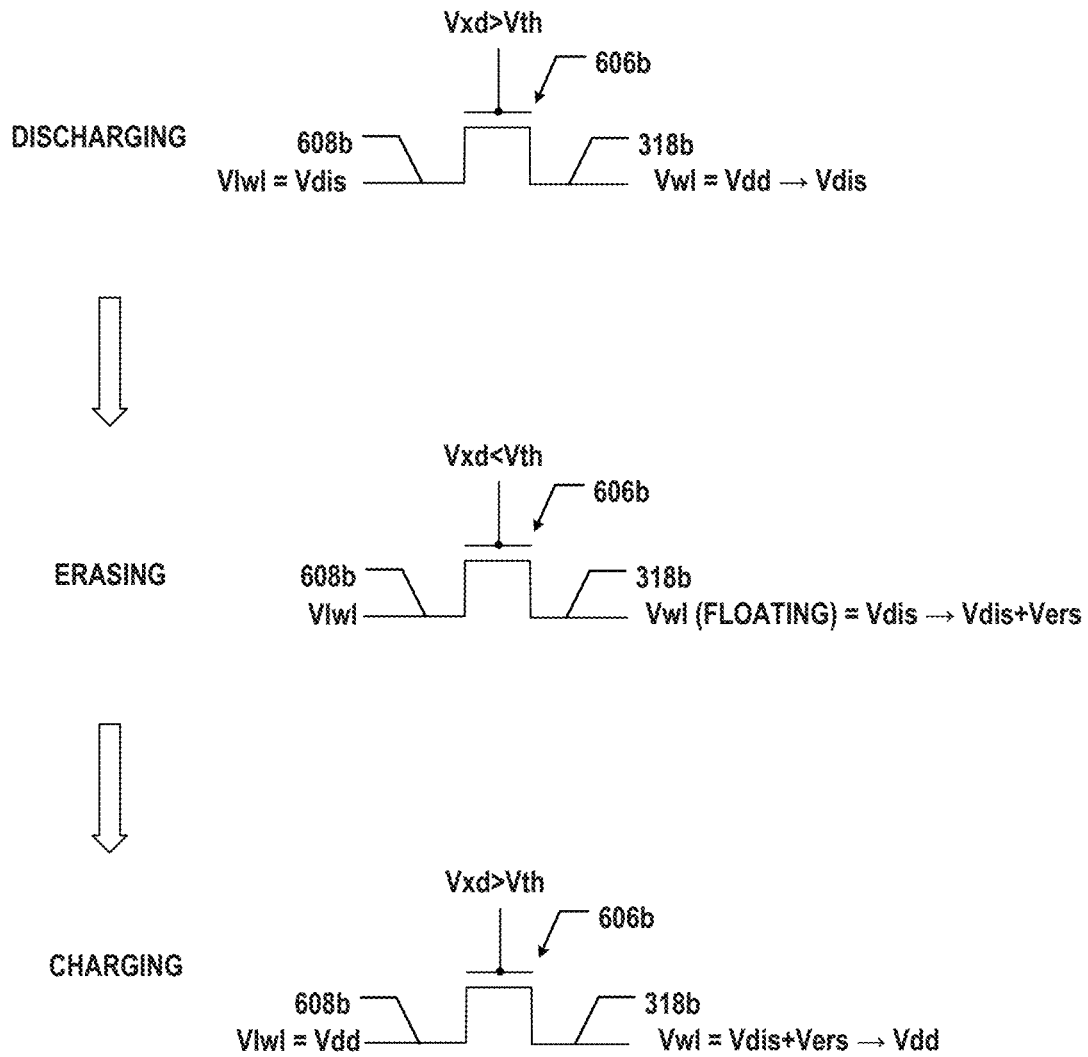 Vxd>Vth
606b
DISCHARGING
608b
318b
Vlwl = Vdis
Vwl = Vdd → Vdis
Vxd<Vth
606b
ERASING
608b
318b
Vlwl
Vwl (FLOATING) = Vdis → Vdis+Vers
Vxd>Vth
606b
CHARGING
608b
318b
Vlwl = Vdd
Vwl = Vdis+Vers → Vdd